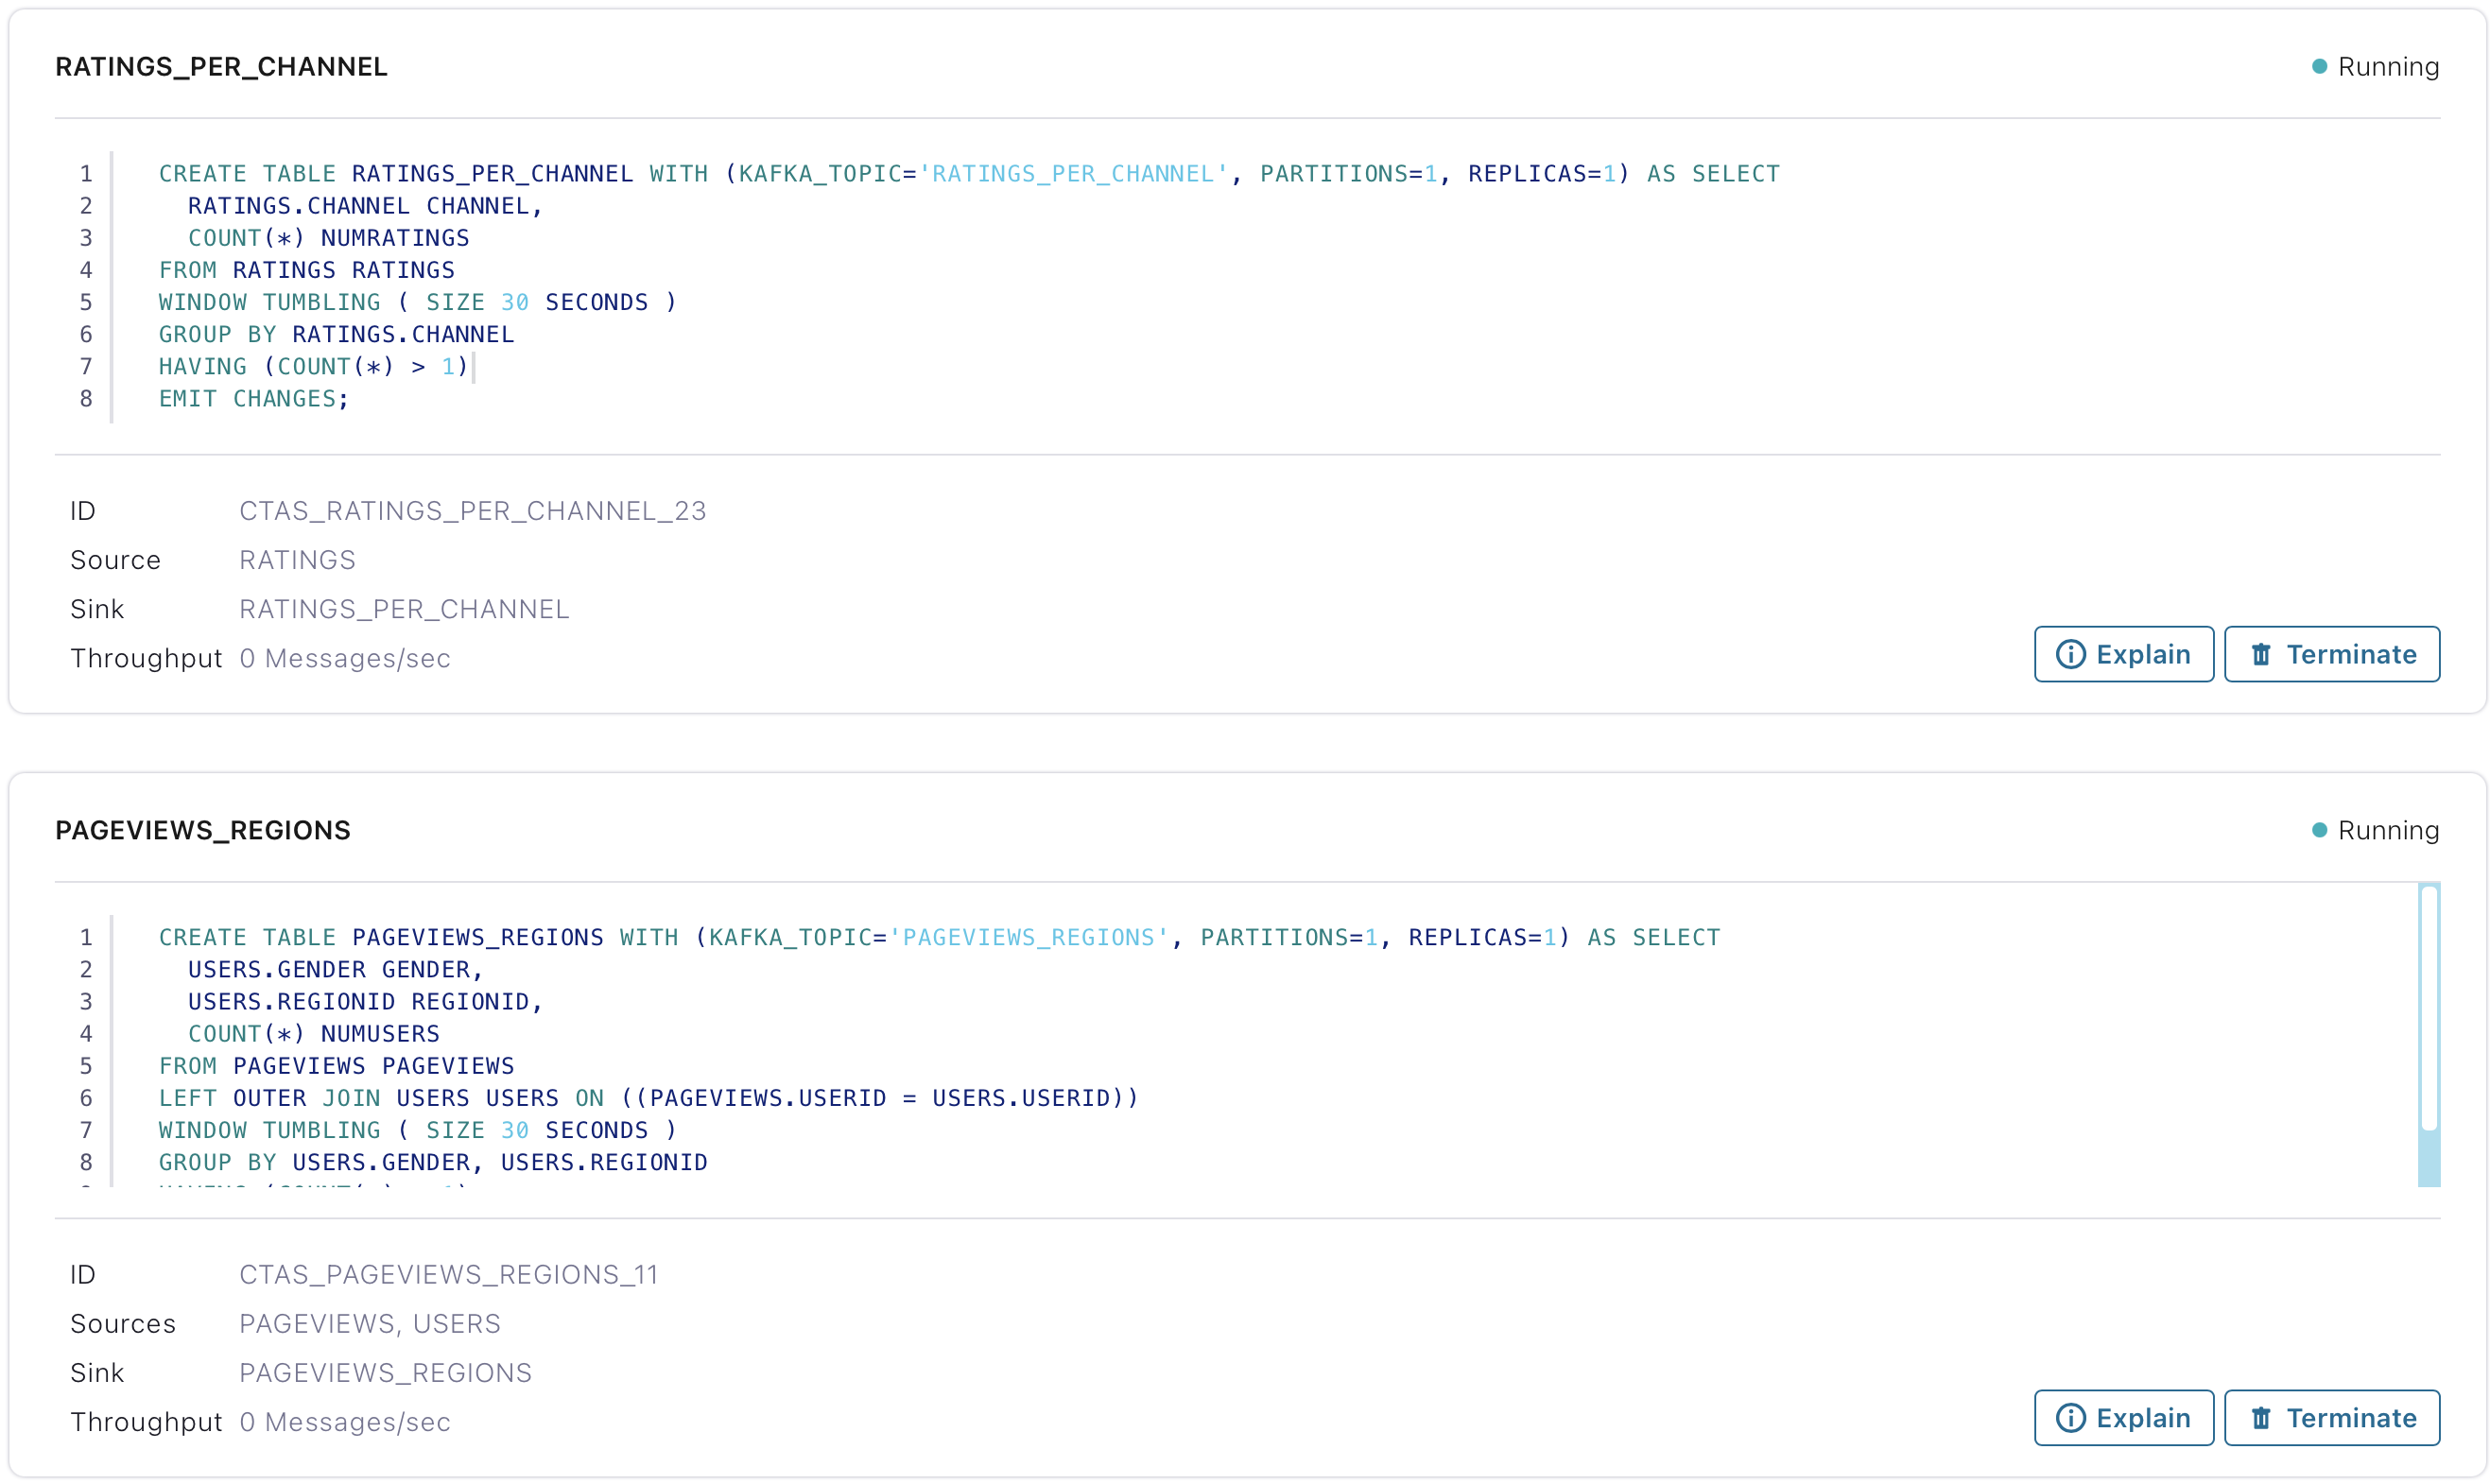 RATINGS_PER_CHANNEL
Running
1 CREATE TABLE RATINGS_PER_CHANNEL WITH (KAFKA_TOPIC='RATINGS_PER_CHANNEL', PARTITIONS=1, REPLICAS=1) AS SELECT
2 RATINGS.CHANNEL CHANNEL,
3 COUNT(*) NUMRATINGS
4 FROM RATINGS RATINGS
5 WINDOW TUMBLING ( SIZE 30 SECONDS )
6 GROUP BY RATINGS.CHANNEL
7 HAVING (COUNT(*) > 1)
8 EMIT CHANGES;
ID CTAS_RATINGS_PER_CHANNEL_23
Source RATINGS
Sink RATINGS_PER_CHANNEL
Throughput 0 Messages/sec
Explain
Terminate
PAGEVIEWS_REGIONS
Running
1 CREATE TABLE PAGEVIEWS_REGIONS WITH (KAFKA_TOPIC='PAGEVIEWS_REGIONS', PARTITIONS=1, REPLICAS=1) AS SELECT
2 USERS.GENDER GENDER,
3 USERS.REGIONID REGIONID,
4 COUNT(*) NUMUSERS
5 FROM PAGEVIEWS PAGEVIEWS
6 LEFT OUTER JOIN USERS USERS ON ((PAGEVIEWS.USERID = USERS.USERID))
7 WINDOW TUMBLING ( SIZE 30 SECONDS )
8 GROUP BY USERS.GENDER, USERS.REGIONID
ID CTAS_PAGEVIEWS_REGIONS_11
Sources PAGEVIEWS, USERS
Sink PAGEVIEWS_REGIONS
Throughput 0 Messages/sec
Explain
Terminate